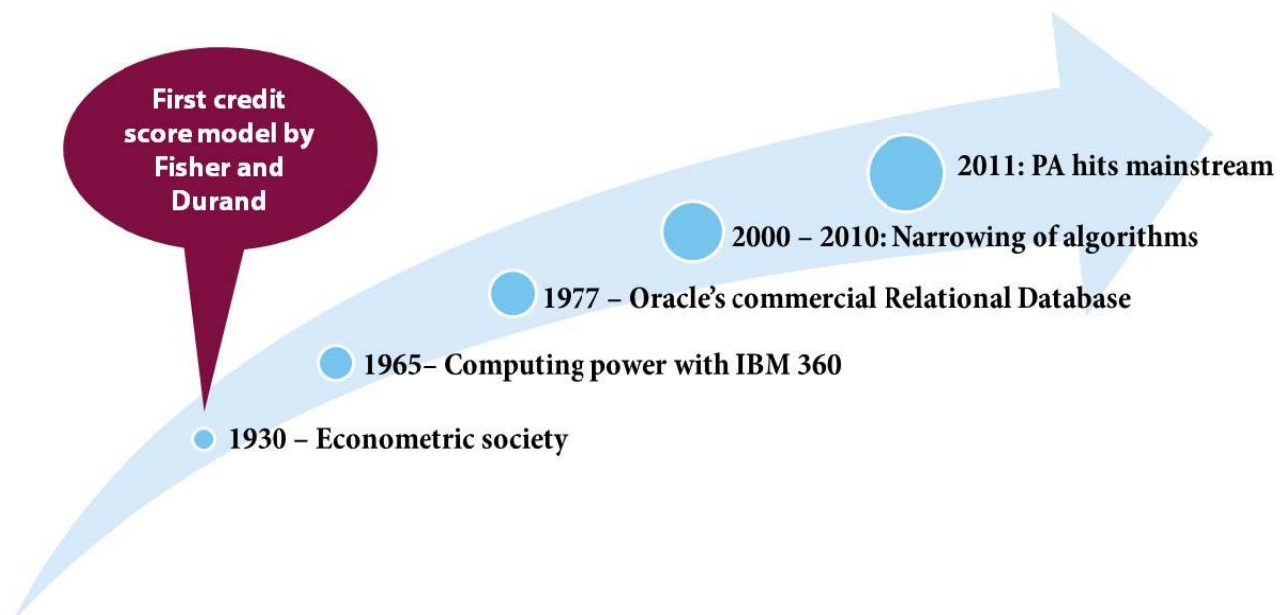 First credit
score model by
Fisher and
Durand
2011: PA hits mainstream
2000 – 2010: Narrowing of algorithms
1977 – Oracle’s commercial Relational Database
1965– Computing power with IBM 360
1930 – Econometric society